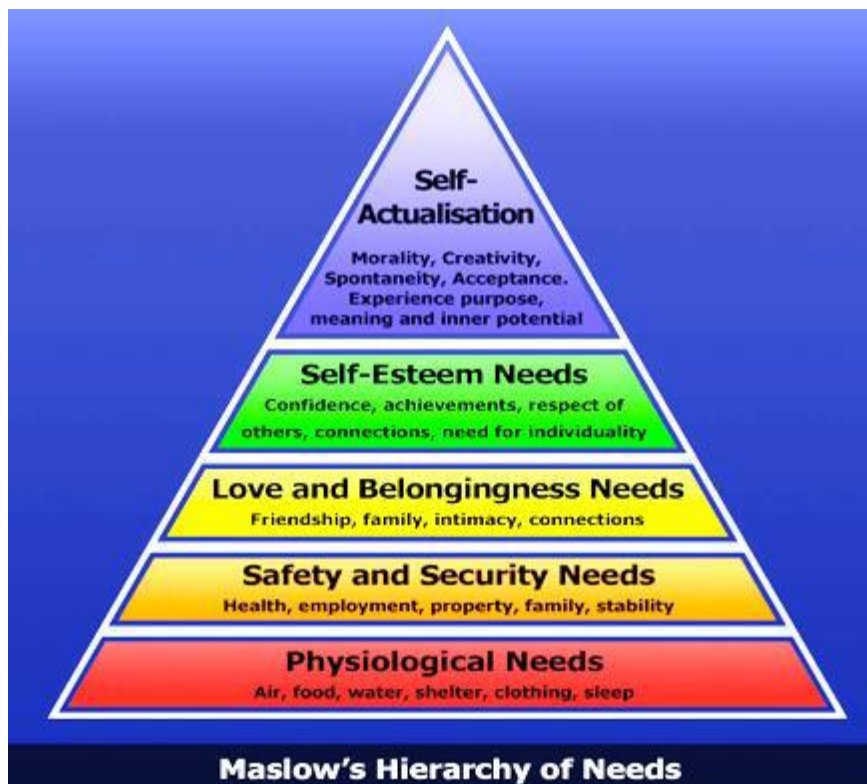 Self-
Actualisation
Morality, Creativity,
Spontaneity, Acceptance.
Experience purpose,
meaning and inner potential
Self-Esteem Needs
Confidence, achievements, respect of
others, connections, need for individuality
Love and Belongingness Needs
Friendship, family, intimacy, connections
Safety and Security Needs
Health, employment, property, family, stability
Physiological Needs
Air, food, water, shelter, clothing, sleep
Maslow's Hierarchy of Needs